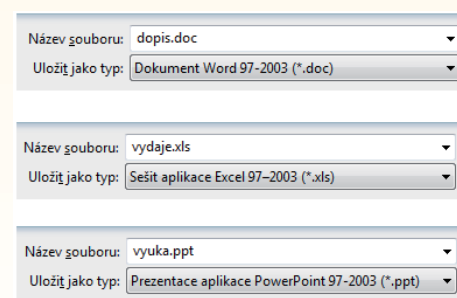 Název souboru: dopis.doc
Uložit jako typ: Dokument Word 97-2003 (*.doc)
Název souboru: vydaje.xls
Uložit jako typ: Sešit aplikace Excel 97–2003 (*.xls)
Název souboru: vyuka.ppt
Uložit jako typ: Prezentace aplikace PowerPoint 97-2003 (*.ppt)